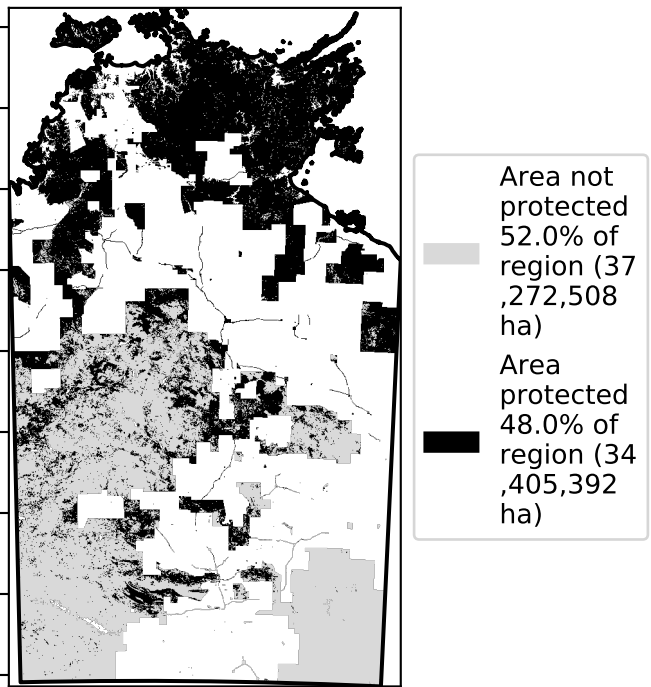 Area not
protected
52.0% of
region (37
,272,508
ha)
Area
protected
48.0% of
region (34
,405,392
ha)